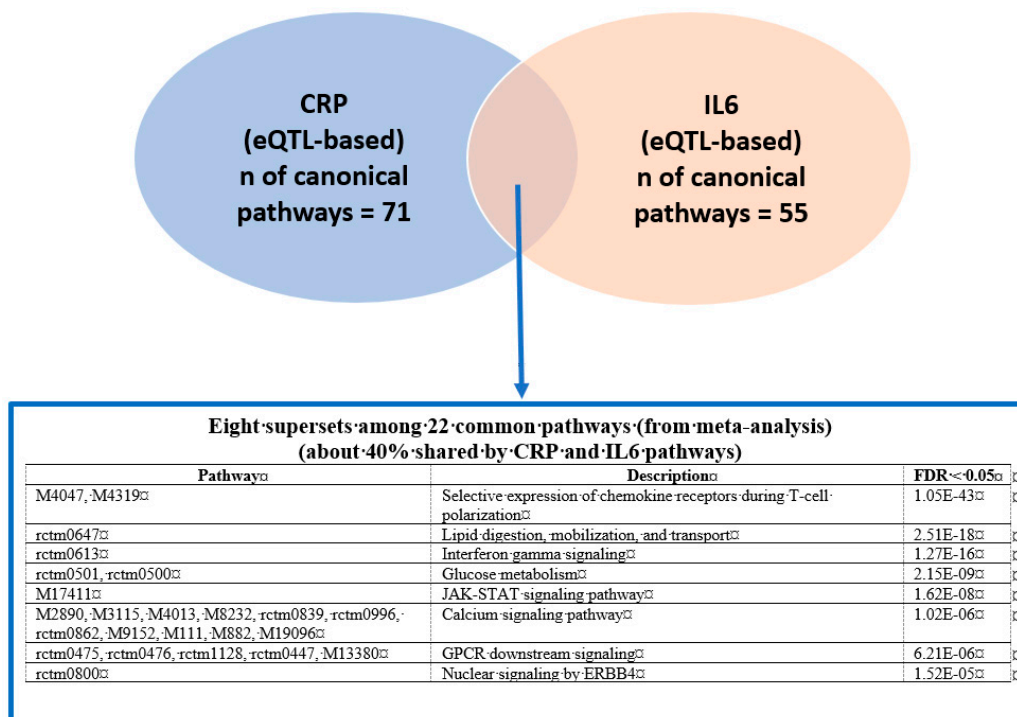 CRP
(eQTL-based)
n of canonical
pathways = 71
IL6
(eQTL-based)
n of canonical
pathways = 55
Eight·supersets·among·22·common·pathways·(from·meta-analysis)
(about·40%·shared·by·CRP·and·IL6·pathways)
Pathway¤ Description¤ FDR·<·0.05¤ ¤
M4047,·M4319¤ Selective·expression·of·chemokine·receptors·during·T-cell· 1.05E-43¤ ¤
polarization¤
rctm0647¤ Lipid·digestion,·mobilization,·and·transport¤ 2.51E-18¤ ¤
rctm0613¤ Interferon·gamma·signaling¤ 1.27E-16¤ ¤
rctm0501,·rctm0500¤ Glucose·metabolism¤ 2.15E-09¤ ¤
M17411¤ JAK-STAT·signaling·pathway¤ 1.62E-08¤ ¤
M2890,·M3115,·M4013,·M8232,·rctm0839,·rctm0996,· Calcium·signaling·pathway¤ 1.02E-06¤ ¤
rctm0862,·M9152,·M111,·M882,·M19096¤
rctm0475,·rctm0476,·rctm1128,·rctm0447,·M13380¤ GPCR·downstream·signaling¤ 6.21E-06¤ ¤
rctm0800¤ Nuclear·signaling·by·ERBB4¤ 1.52E-05¤ ¤